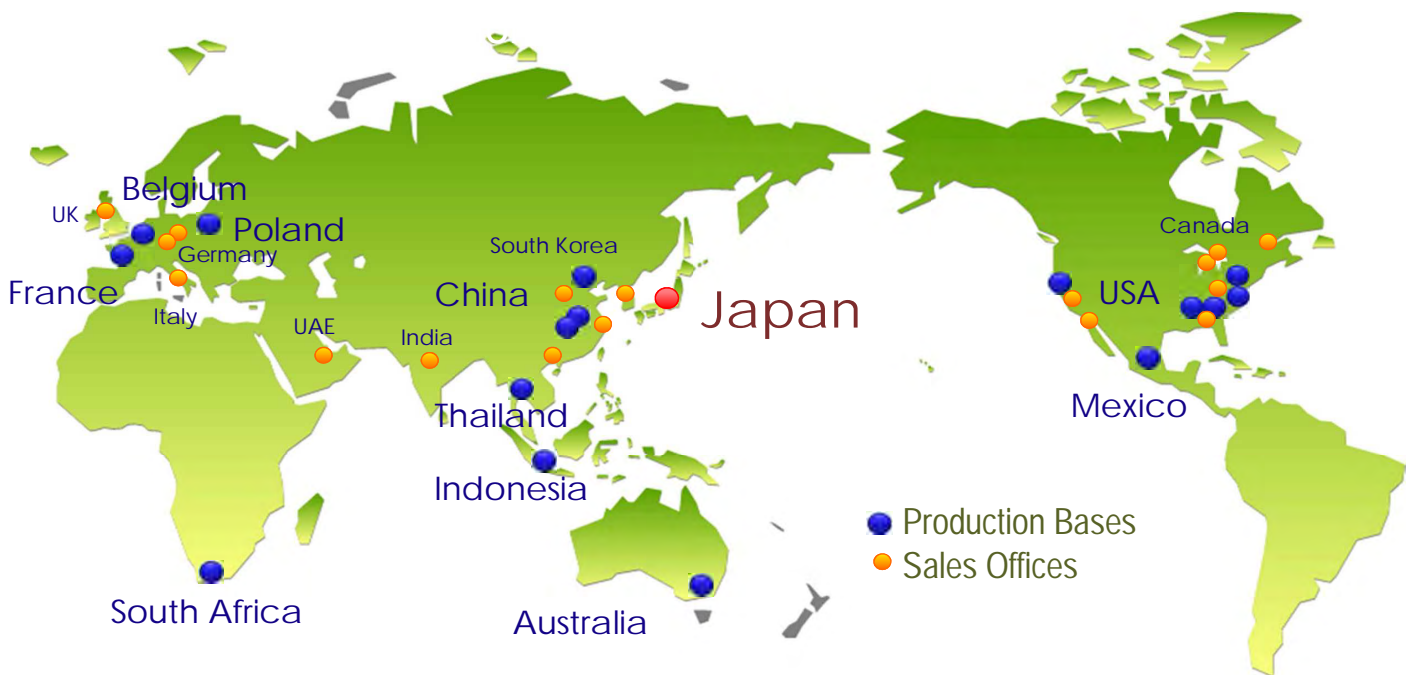 Belgium
UK
Poland
Germany
France
Italy
South Korea
China
Japan
UAE
India
Thailand
Indonesia
South Africa
Australia
Canada
USA
Mexico
Production Bases
Sales Offices